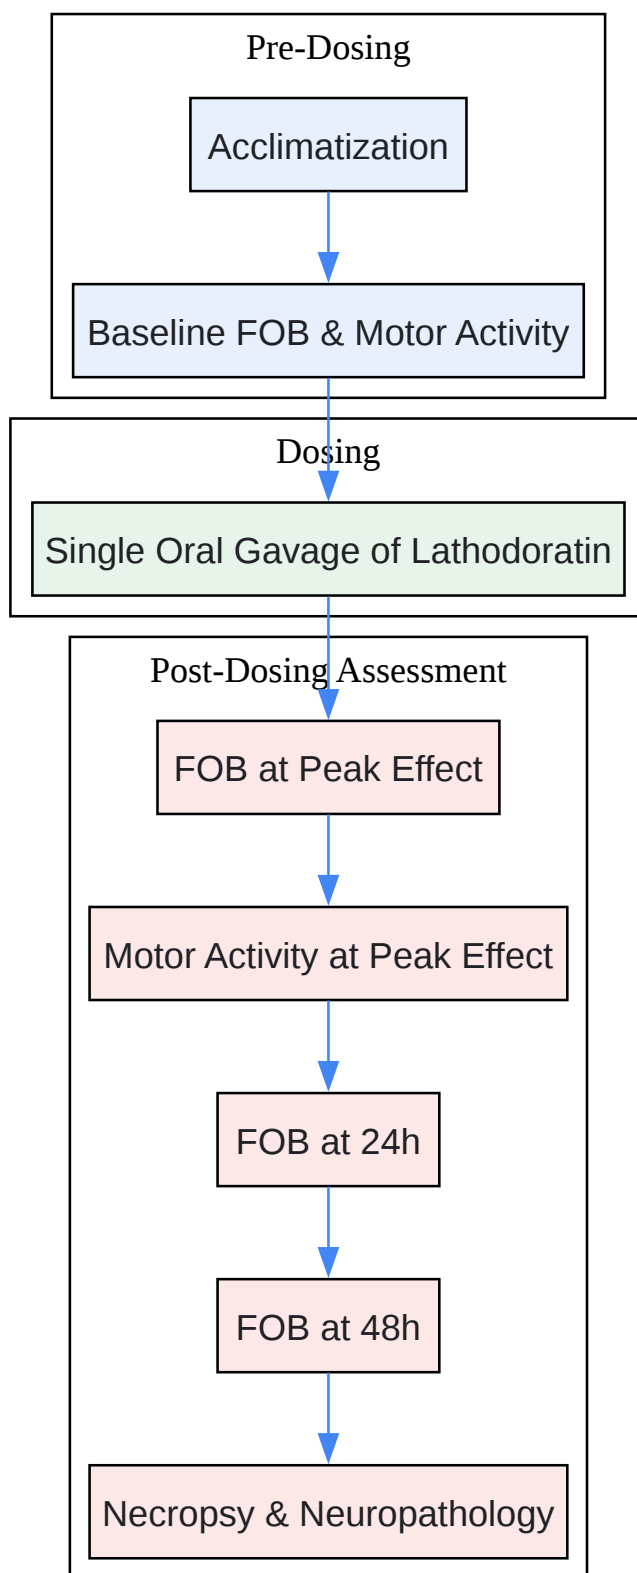 Pre-Dosing
Acclimatization
Baseline FOB & Motor Activity
Dosing
Single Oral Gavage of Lathodoratin
Post-Dosing Assessment
FOB at Peak Effect
Motor Activity at Peak Effect
FOB at 24h
FOB at 48h
Necropsy & Neuropathology